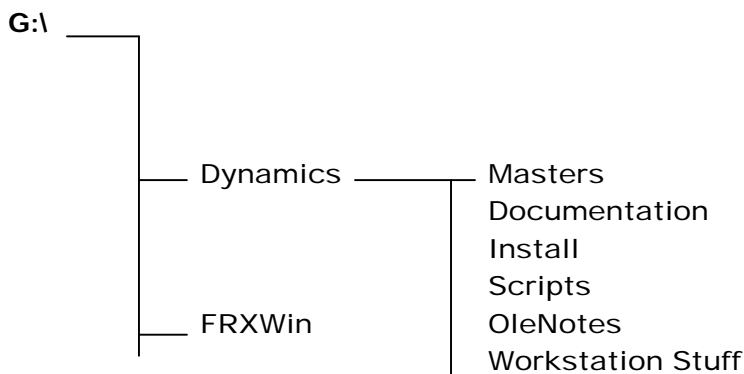 G:\
Dynamics Masters
Documentation
Install
Scripts
FRXWin OleNotes
Workstation Stuff